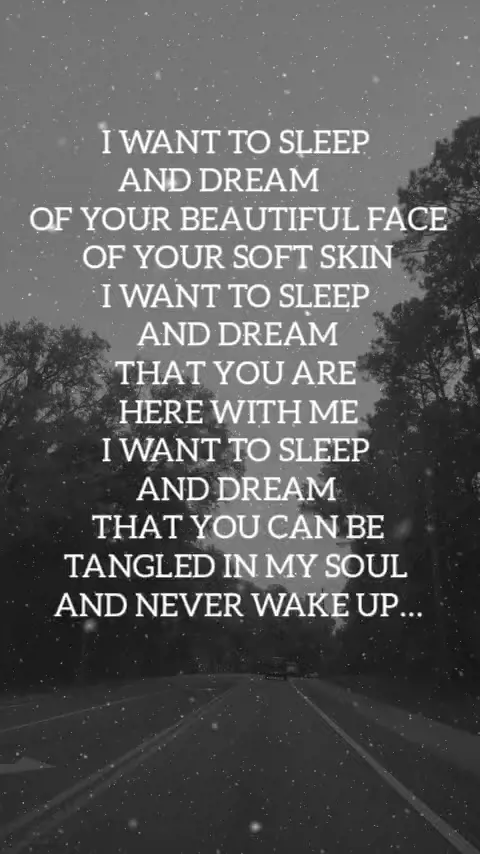 I WANT TO SLEEP
AND DREAM
OF YOUR BEAUTIFUL FACE
OF YOUR SOFT SKIN
I WANT TO SLEEP
AND DREAM
THAT YOU ARE
HERE WITH ME
I WANT TO SLEEP
AND DREAM
THAT YOU CAN BE
TANGLED IN MY SOUL
AND NEVER WAKE UP...